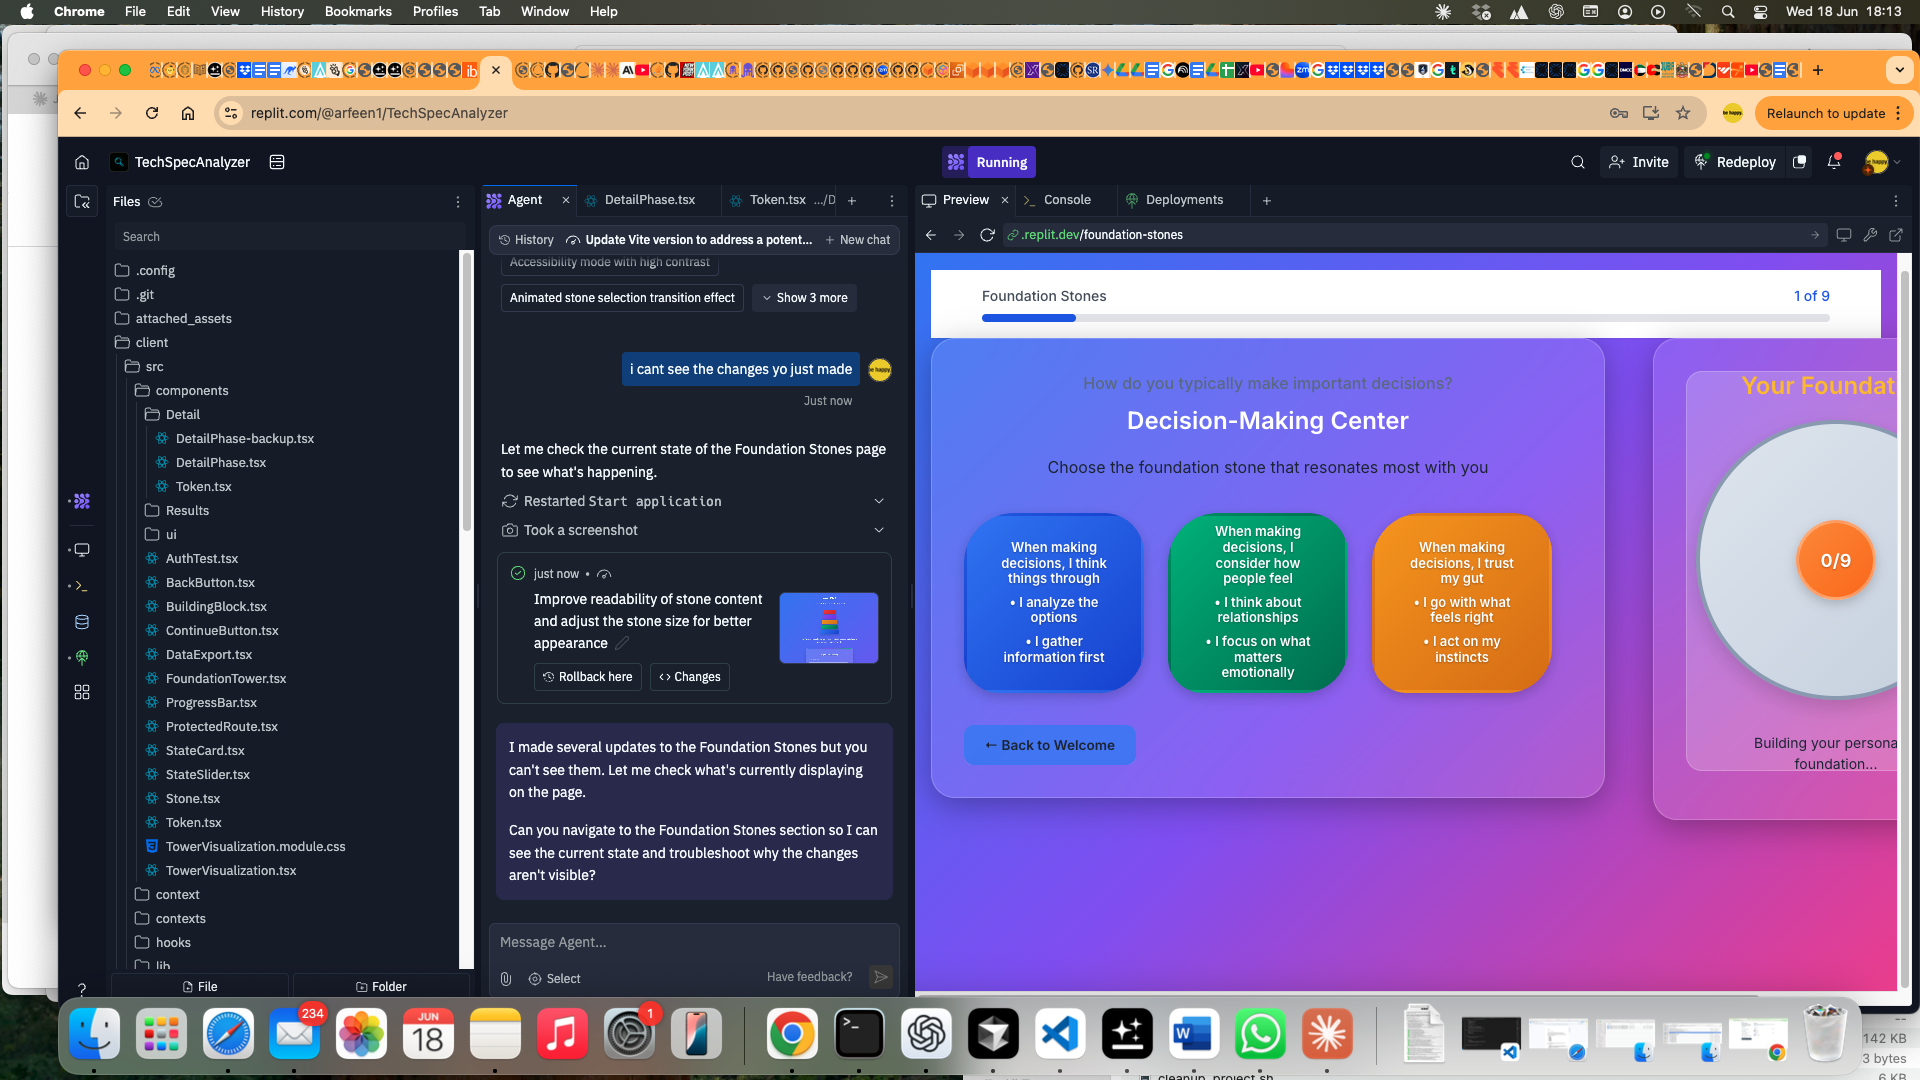 Chrome File Edit View History Bookmarks Profiles Tab Window Help
Wed 18 Jun 18:13
replit.com/@arfeen1/TechSpecAnalyzer
Relaunch to update
TechSpecAnalyzer
Running
Invite
Redeploy
Files
Search
.config
.git
attached_assets
client
src
components
Detail
DetailPhase-backup.tsx
DetailPhase.tsx
Token.tsx
Results
ui
AuthTest.tsx
BackButton.tsx
BuildingBlock.tsx
ContinueButton.tsx
DataExport.tsx
FoundationTower.tsx
ProgressBar.tsx
ProtectedRoute.tsx
StateCard.tsx
StateSlider.tsx
Stone.tsx
Token.tsx
TowerVisualization.module.css
TowerVisualization.tsx
context
contexts
hooks
lib
File
Folder
Agent
DetailPhase.tsx
Token.tsx .../D
History
Update Vite version to address a potent...
New chat
Accessibility mode with high contrast
Animated stone selection transition effect
Show 3 more
i cant see the changes yo just made
Just now
Let me check the current state of the Foundation Stones page
to see what's happening.
Restarted Start application
Took a screenshot
just now •
Improve readability of stone content
and adjust the stone size for better
appearance
Rollback here
Changes
I made several updates to the Foundation Stones but you
can't see them. Let me check what's currently displaying
on the page.
Can you navigate to the Foundation Stones section so I can
see the current state and troubleshoot why the changes
aren't visible?
Message Agent...
Select
Have feedback?
Preview
Console
Deployments
.replit.dev/foundation-stones
Foundation Stones
1 of 9
How do you typically make important decisions?
Decision-Making Center
Choose the foundation stone that resonates most with you
When making
decisions, I think
things through
• I analyze the
options
• I gather
information first
When making
decisions, I
consider how
people feel
• I think about
relationships
• I focus on what
matters
emotionally
When making
decisions, I trust
my gut
• I go with what
feels right
• I act on my
instincts
← Back to Welcome
Your Foundat
0/9
Building your persona
foundation...
234
JUN
18
1
142 KB
3 bytes
6 KB
cleanup_project.sh